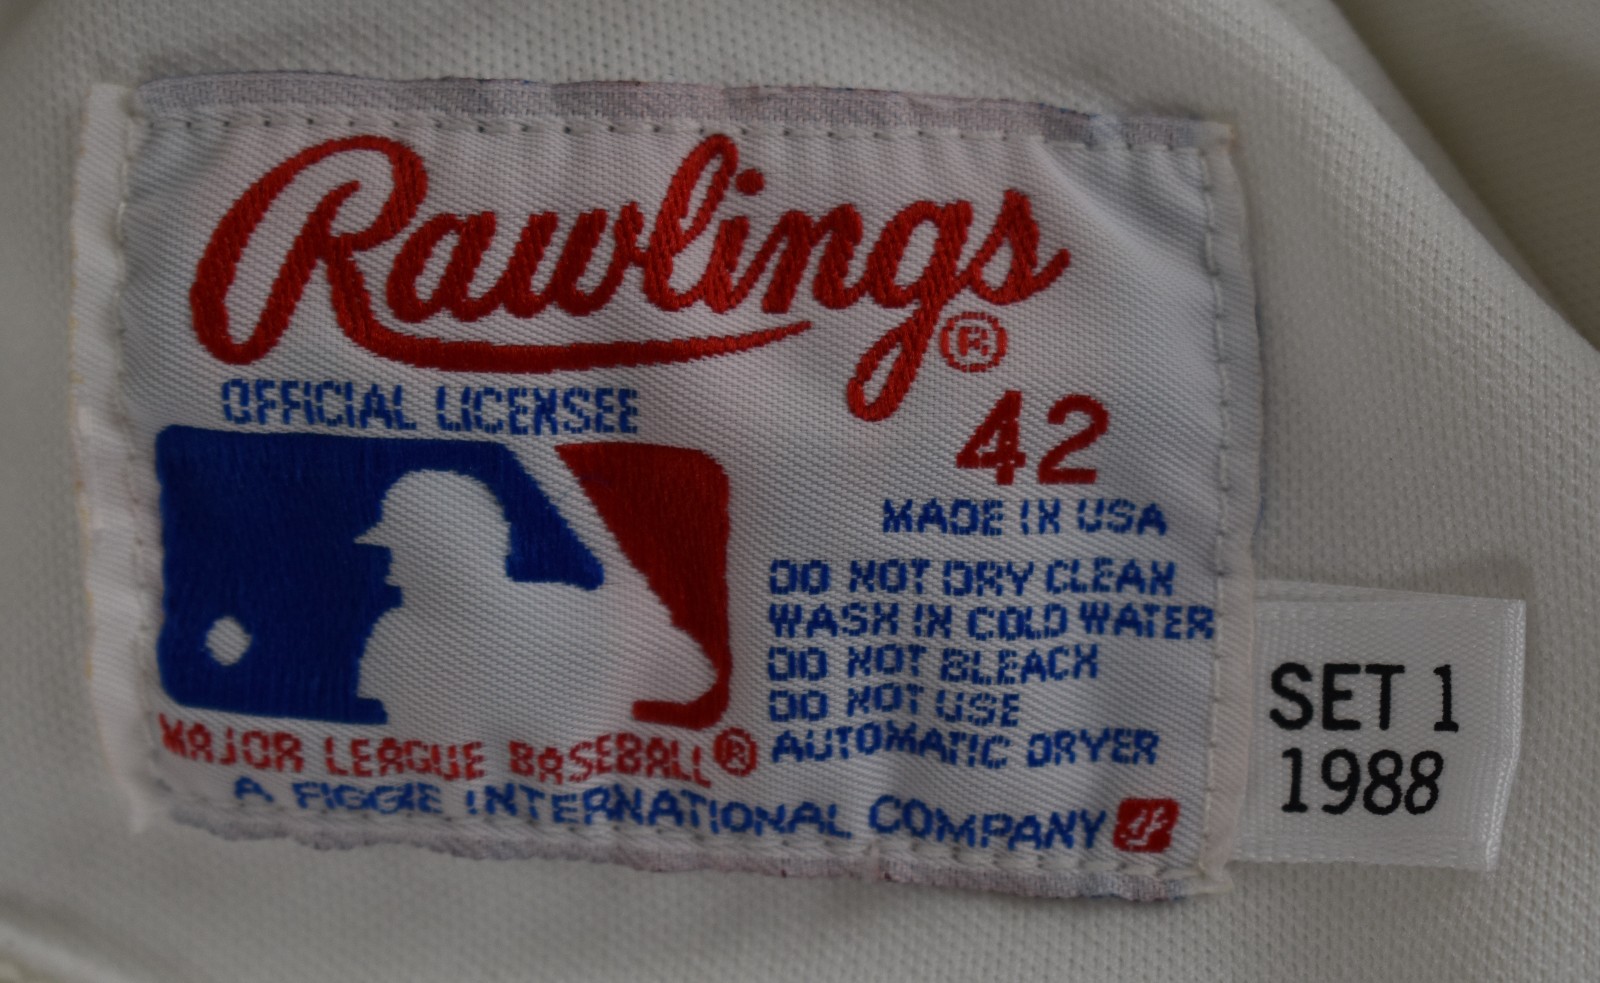 Rawlings®
OFFICIAL LICENSEE
42
MADE IN USA
DO NOT DRY CLEAN
WASH IN COLD WATER
DO NOT BLEACH
DO NOT USE
AUTOMATIC DRYER
MAJOR LEAGUE BASEBALL®
A FIGGIE INTERNATIONAL COMPANY
SET 1
1988